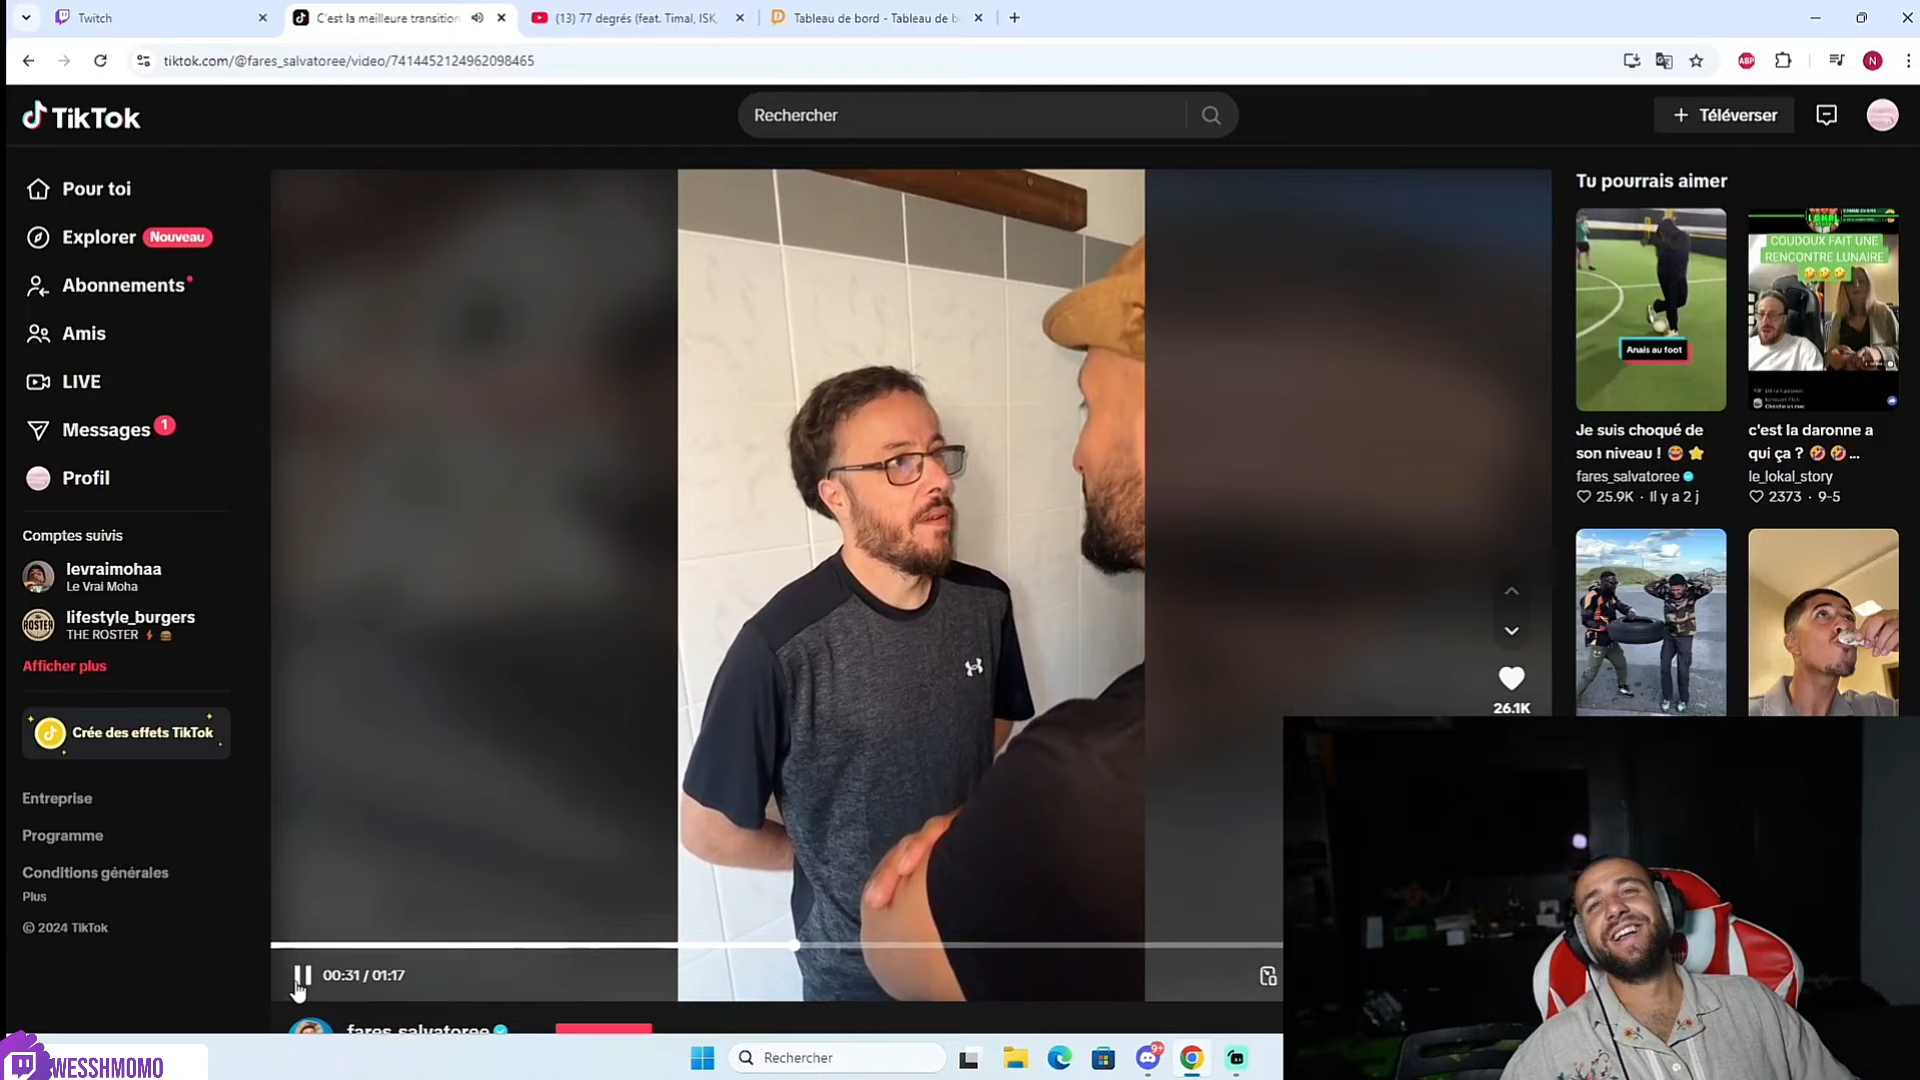 Twitch
C'est la meilleure transition
(13) 77 degrés (feat. Timal, ISK,
Tableau de bord - Tableau de b
tiktok.com/@fares_salvatoree/video/7414452124962098465
ABP
N
TikTok
Rechercher
Téléverser
Pour toi
Explorer Nouveau
Abonnements
Amis
LIVE
Messages 1
Profil
Comptes suivis
levraimohaa
Le Vrai Moha
lifestyle_burgers
THE ROSTER
Afficher plus
Crée des effets TikTok
Entreprise
Programme
Conditions générales
Plus
© 2024 TikTok
26.1K
00:31 / 01:17
fares_salvatoree
Tu pourrais aimer
Anais au foot
Je suis choqué de
son niveau !
fares_salvatoree
25.9K · Il y a 2 j
COUDOUX FAIT UNE
RENCONTRE LUNAIRE
c'est la daronne a
qui ça ? ...
le_lokal_story
2373 · 9-5
WESSHMOMO
Rechercher
9+